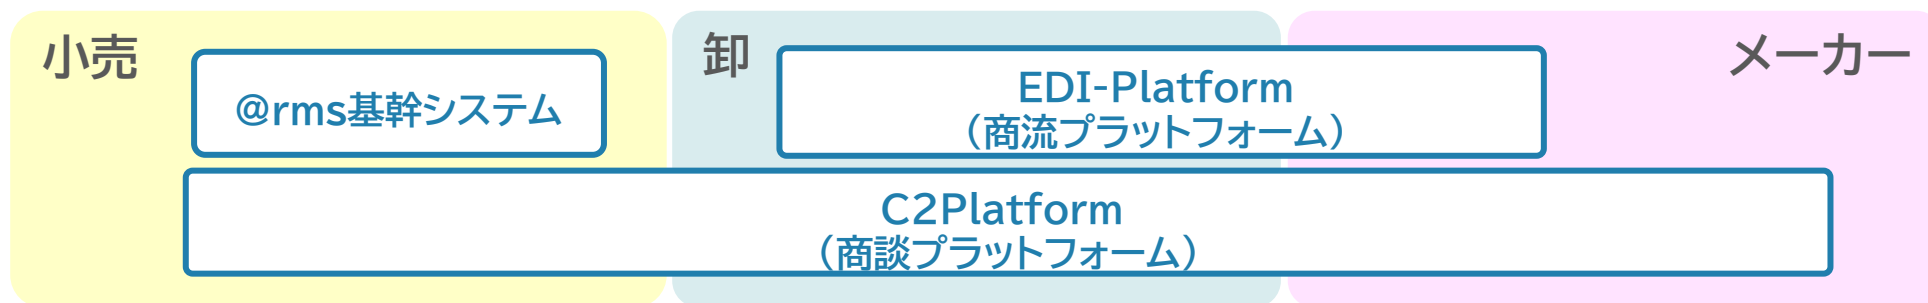 小売
卸
メーカー
@rms基幹システム
EDI-Platform
（商流プラットフォーム）
C2Platform
（商談プラットフォーム）